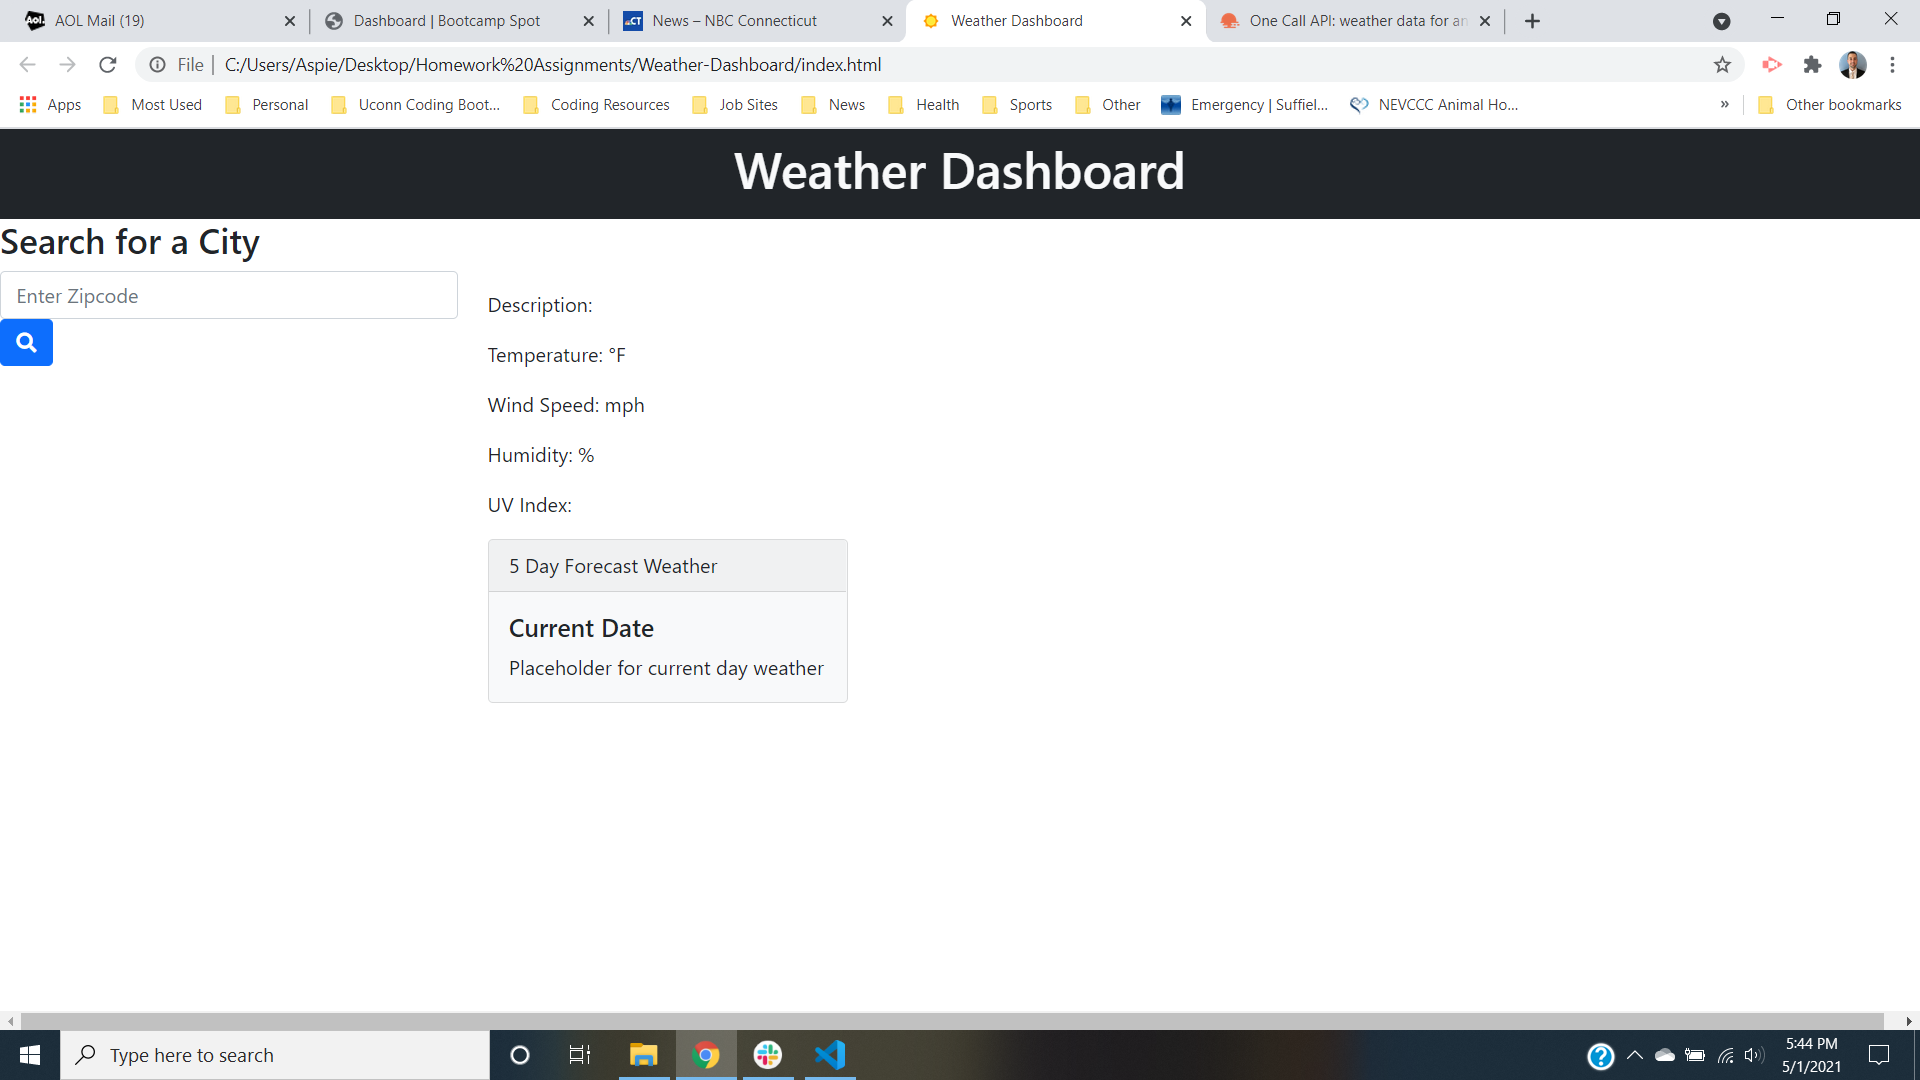 AOL Mail (19)
Dashboard | Bootcamp Spot
News – NBC Connecticut
Weather Dashboard
One Call API: weather data for an
File | C:/Users/Aspie/Desktop/Homework%20Assignments/Weather-Dashboard/index.html
Apps
Most Used
Personal
Uconn Coding Boot...
Coding Resources
Job Sites
News
Health
Sports
Other
Emergency | Suffiel...
NEVCCC Animal Ho...
»
Other bookmarks
Weather Dashboard
Search for a City
Enter Zipcode
Description:
Temperature: °F
Wind Speed: mph
Humidity: %
UV Index:
5 Day Forecast Weather
Current Date
Placeholder for current day weather
Type here to search
5:44 PM
5/1/2021